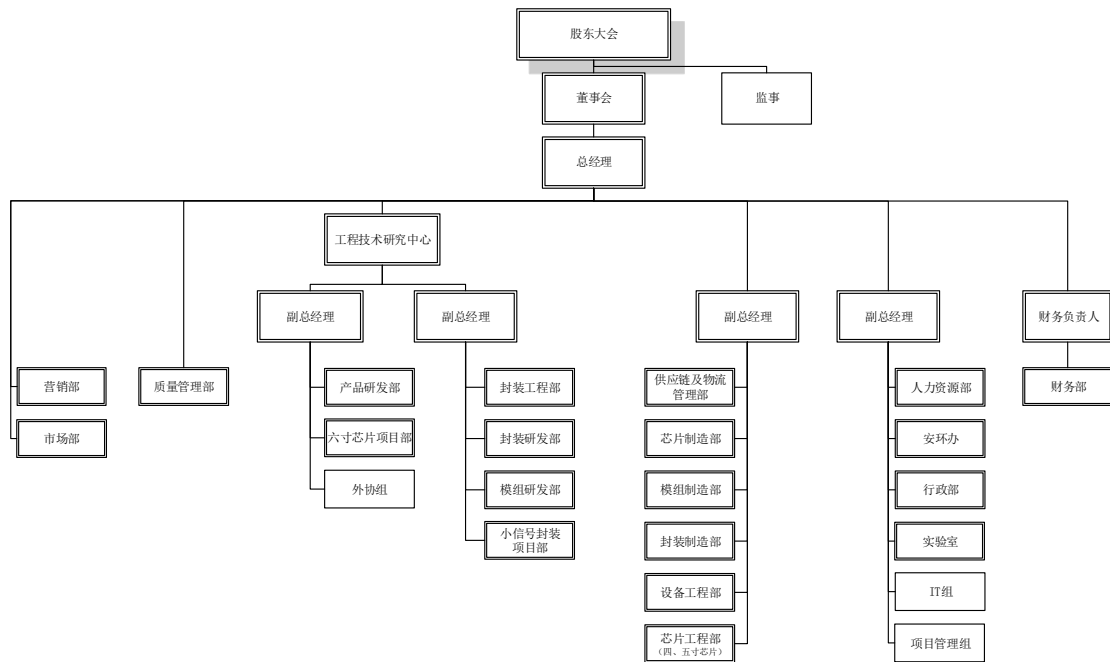 股东大会
董事会
监事
总经理
工程技术研究中心
副总经理
副总经理
副总经理
副总经理
财务负责人
营销部
质量管理部
产品研发部
封装工程部
供应链及物流
管理部
人力资源部
财务部
市场部
六寸芯片项目部
封装研发部
芯片制造部
安环办
外协组
模组研发部
模组制造部
行政部
小信号封装
项目部
封装制造部
实验室
设备工程部
IT组
芯片工程部
（四、五寸芯片）
项目管理组